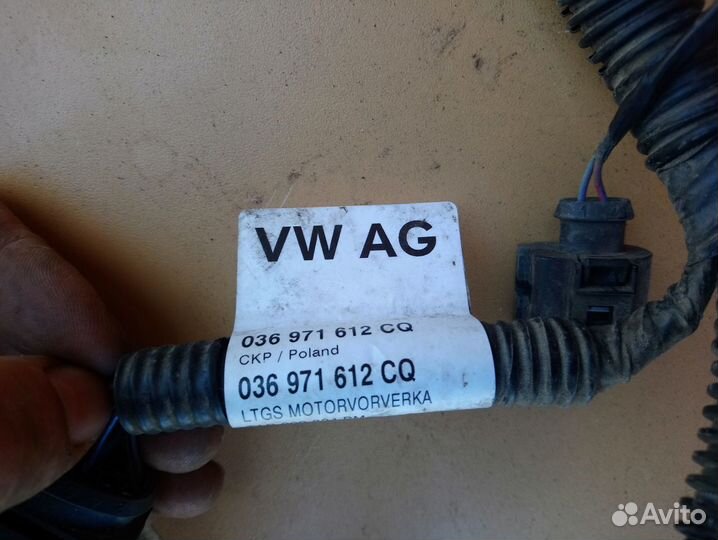 VW AG
036 971 612 CQ
CKP / Poland
036 971 612 CQ
LTGS MOTORVORVERKA
Avito